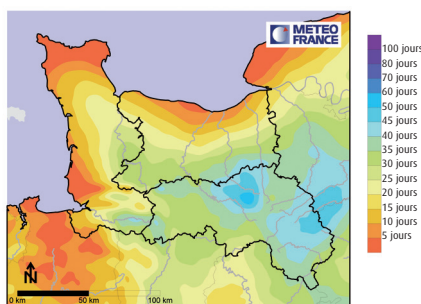 METEO
FRANCE
100 jours
80 jours
70 jours
60 jours
50 jours
45 jours
40 jours
35 jours
30 jours
25 jours
20 jours
15 jours
10 jours
5 jours
N
0 km
50 km
100 km